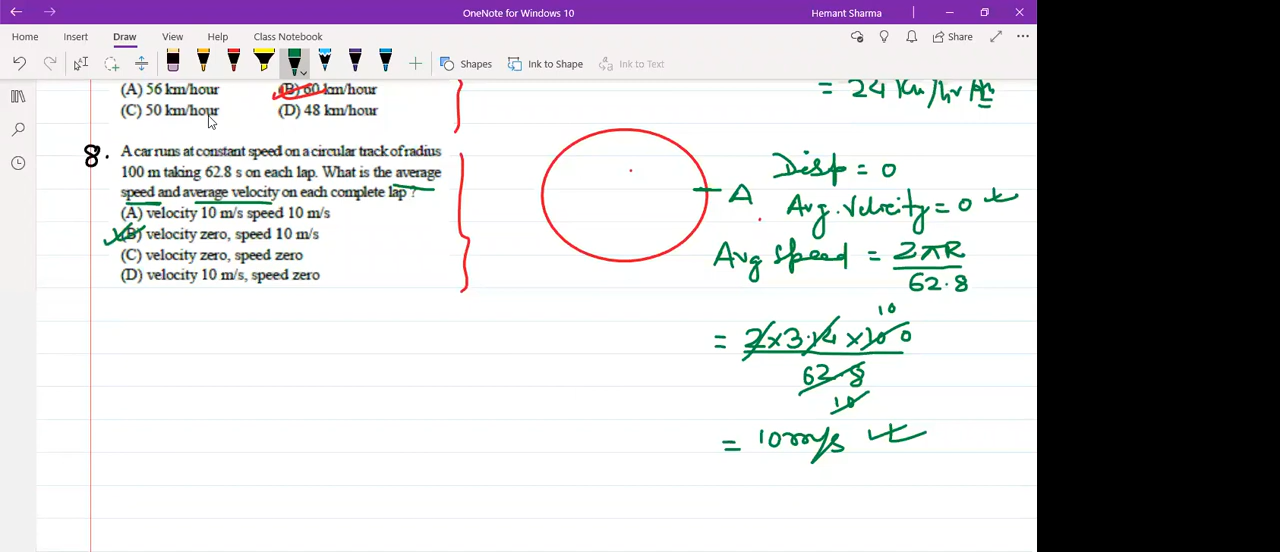 OneNote for Windows 10
Hemant Sharma
Home Insert Draw View Help Class Notebook
Share
Shapes Ink to Shape Ink to Text
(A) 56 km/hour (B) 60 km/hour
(C) 50 km/hour (D) 48 km/hour
= 24 Km/hr
8. A car runs at constant speed on a circular track of radius
100 m taking 62.8 s on each lap. What is the average
speed and average velocity on each complete lap ?
(A) velocity 10 m/s speed 10 m/s
(B) velocity zero, speed 10 m/s
(C) velocity zero, speed zero
(D) velocity 10 m/s, speed zero
A
Disp = 0
Avg. Velocity = 0
Avg speed = 2πR
62.8
10
= 2 x 3.14 x 100
62.8
10
= 10 m/s